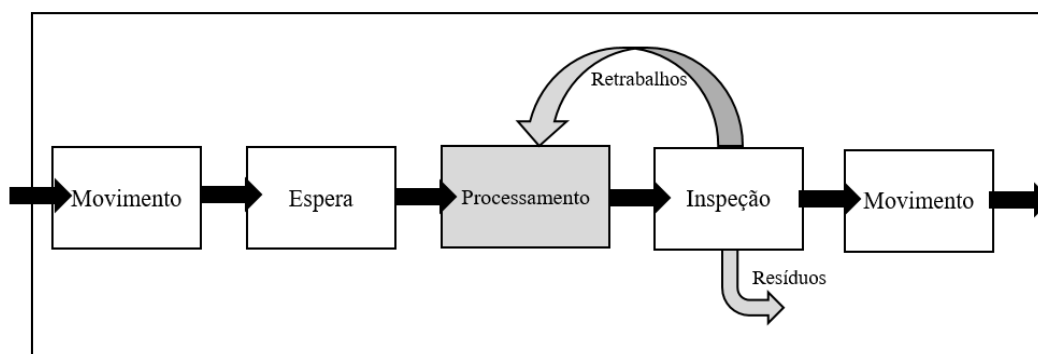 Retrabalhos
Movimento
Espera
Processamento
Inspeção
Movimento
Resíduos